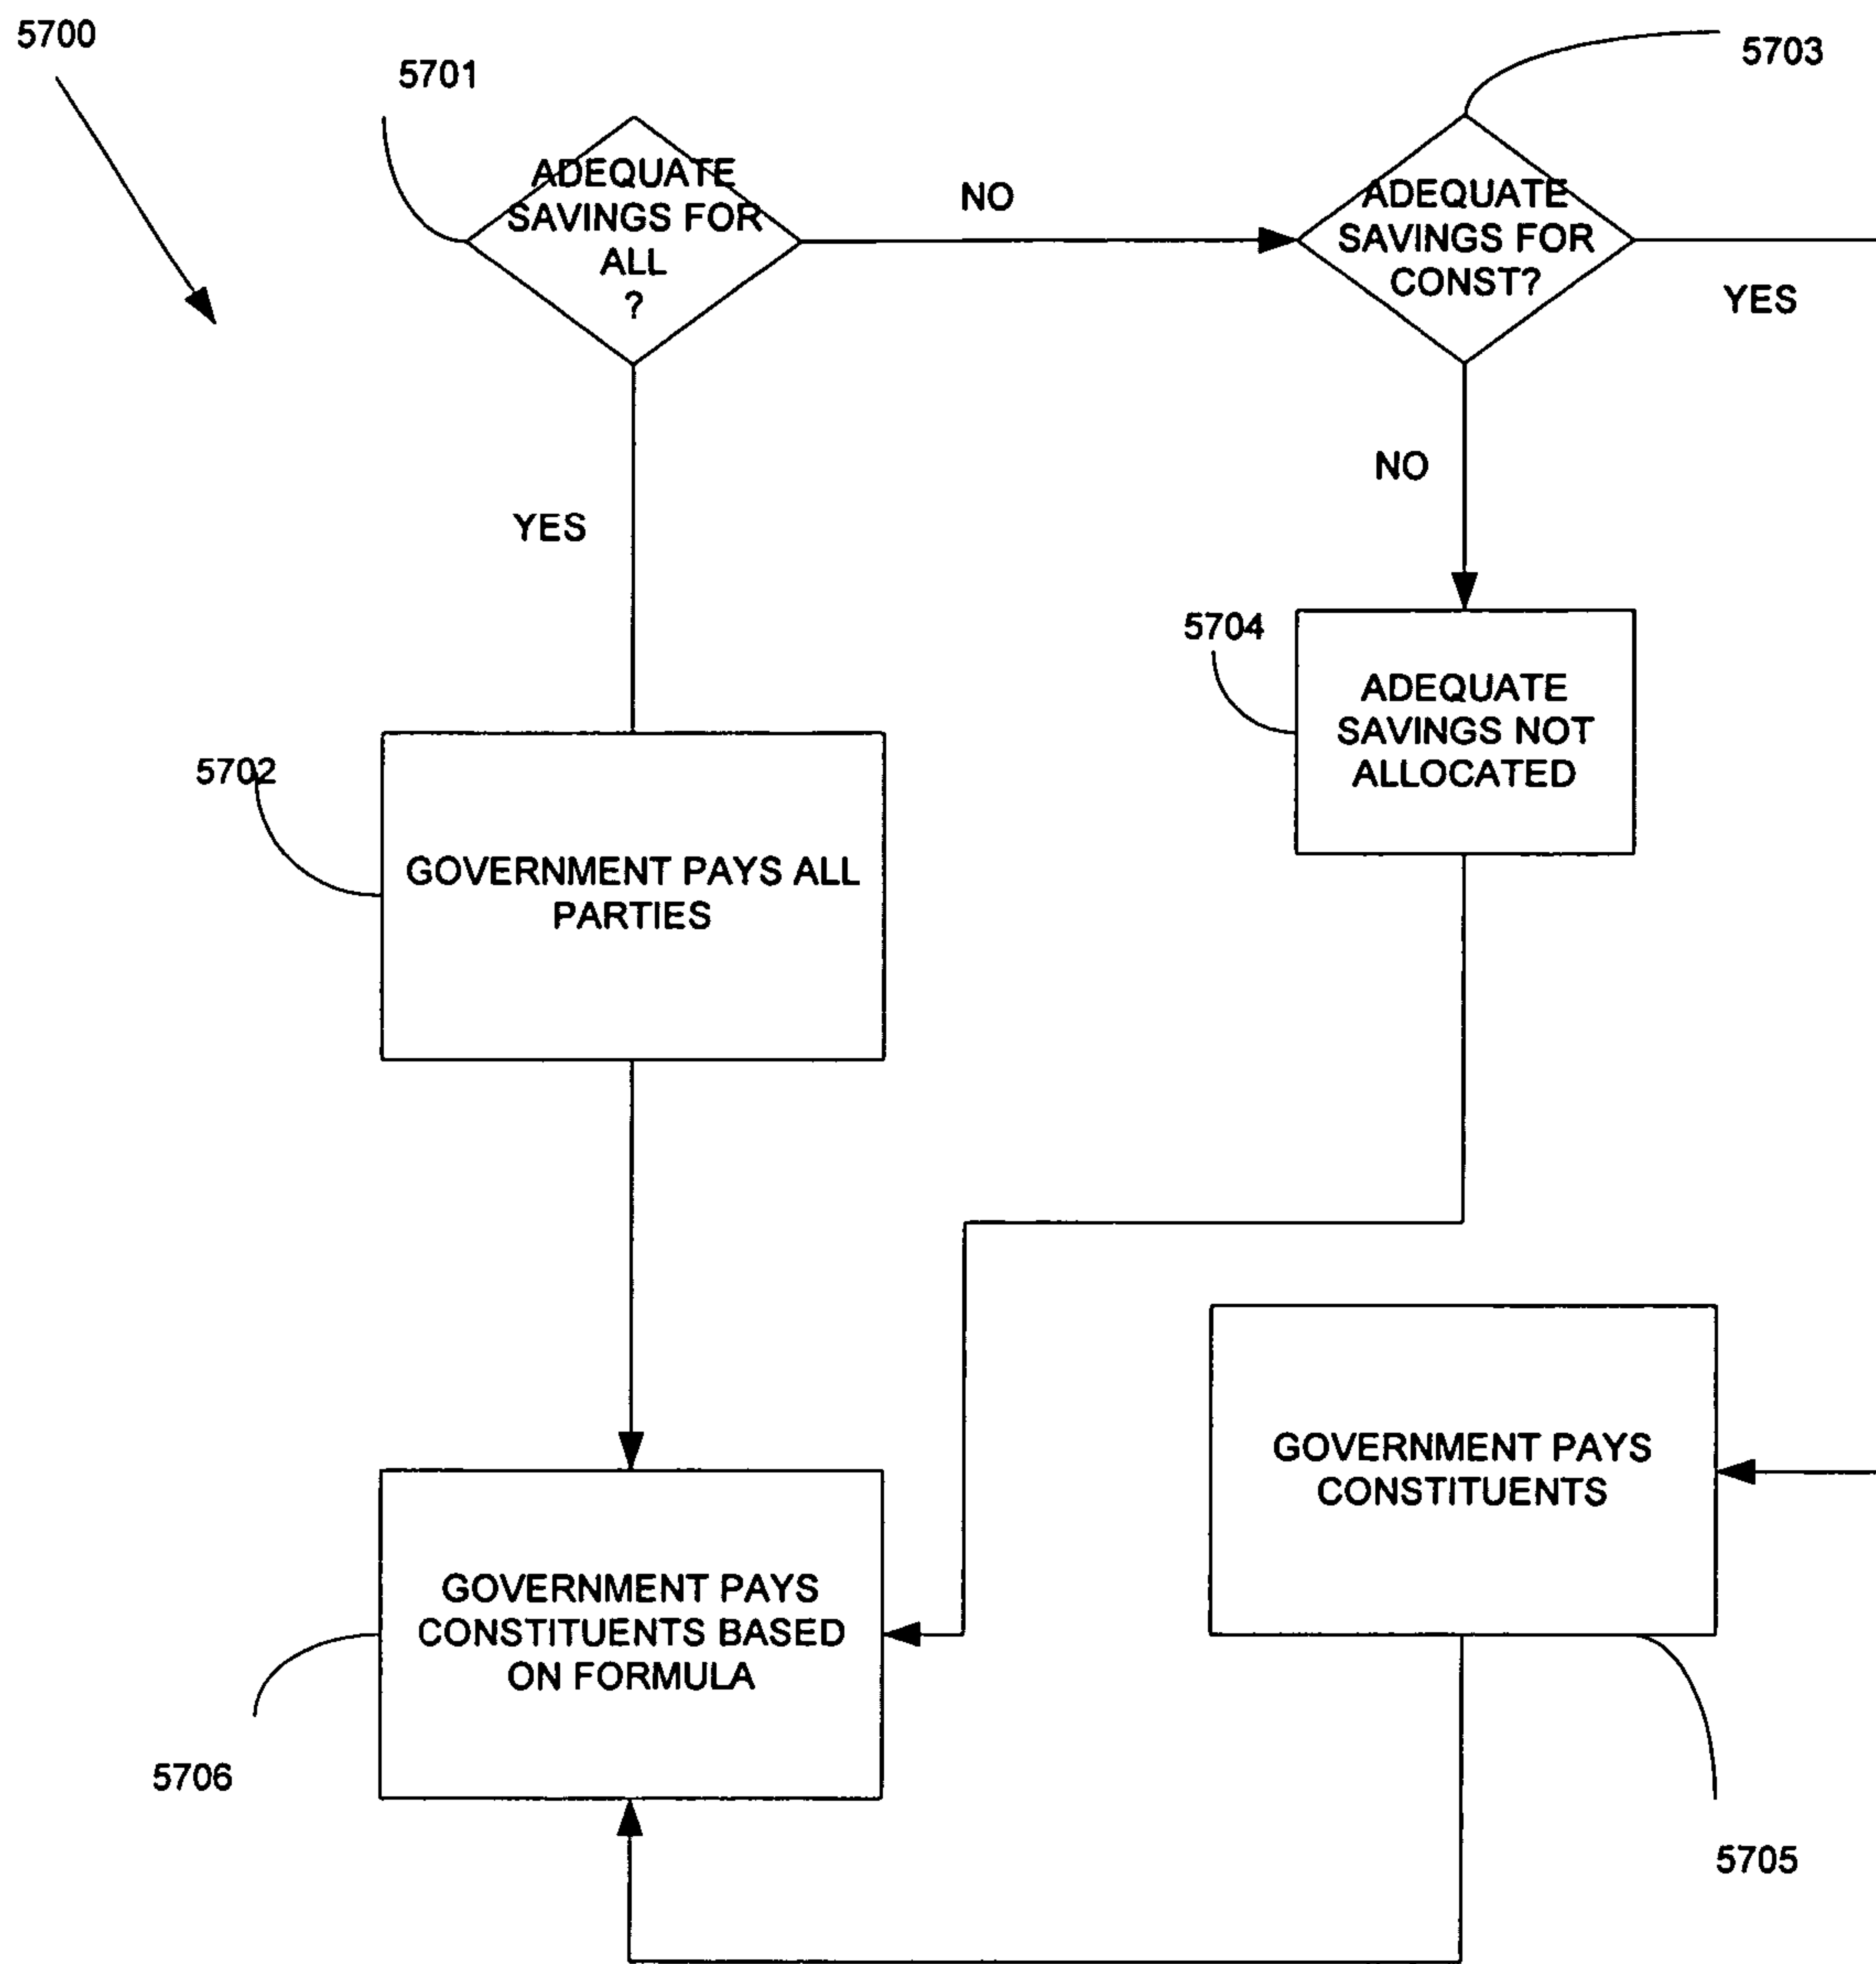 5700
5701
5703
ADEQUATE
SAVINGS FOR
ALL
?
NO
ADEQUATE
SAVINGS FOR
CONST?
YES
NO
YES
5704
ADEQUATE
SAVINGS NOT
ALLOCATED
5702
GOVERNMENT PAYS ALL
PARTIES
GOVERNMENT PAYS
CONSTITUENTS
GOVERNMENT PAYS
CONSTITUENTS BASED
ON FORMULA
5706
5705